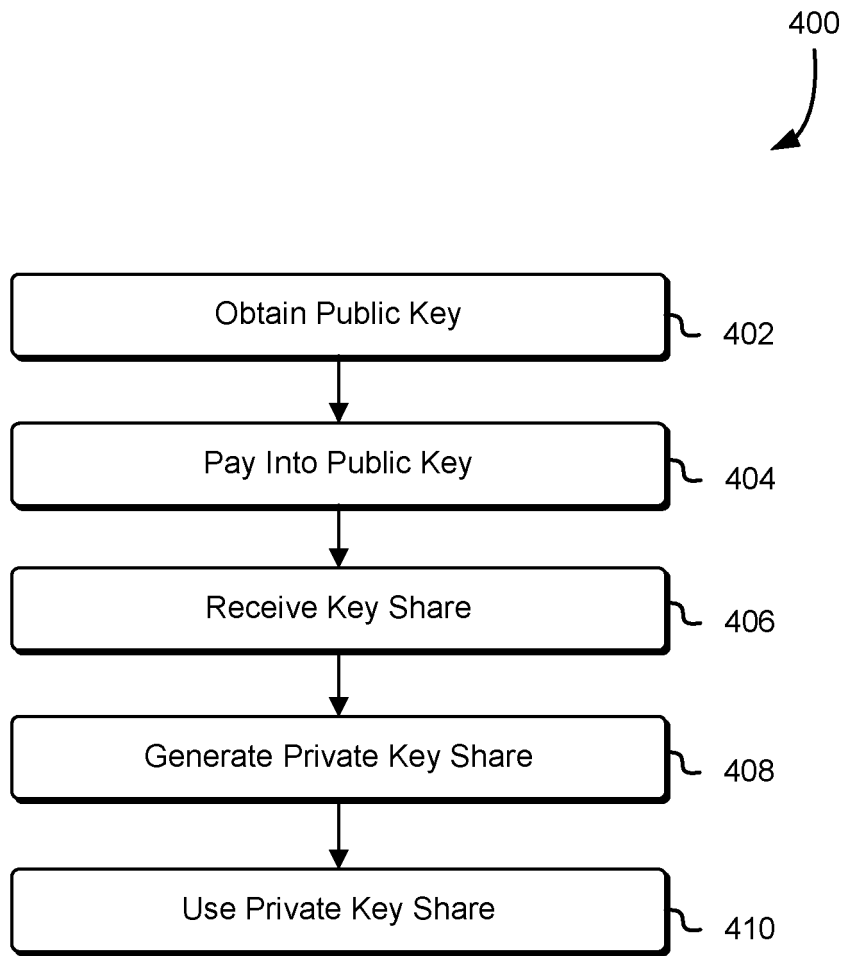 400
Obtain Public Key
402
Pay Into Public Key
404
Receive Key Share
406
Generate Private Key Share
408
Use Private Key Share
410